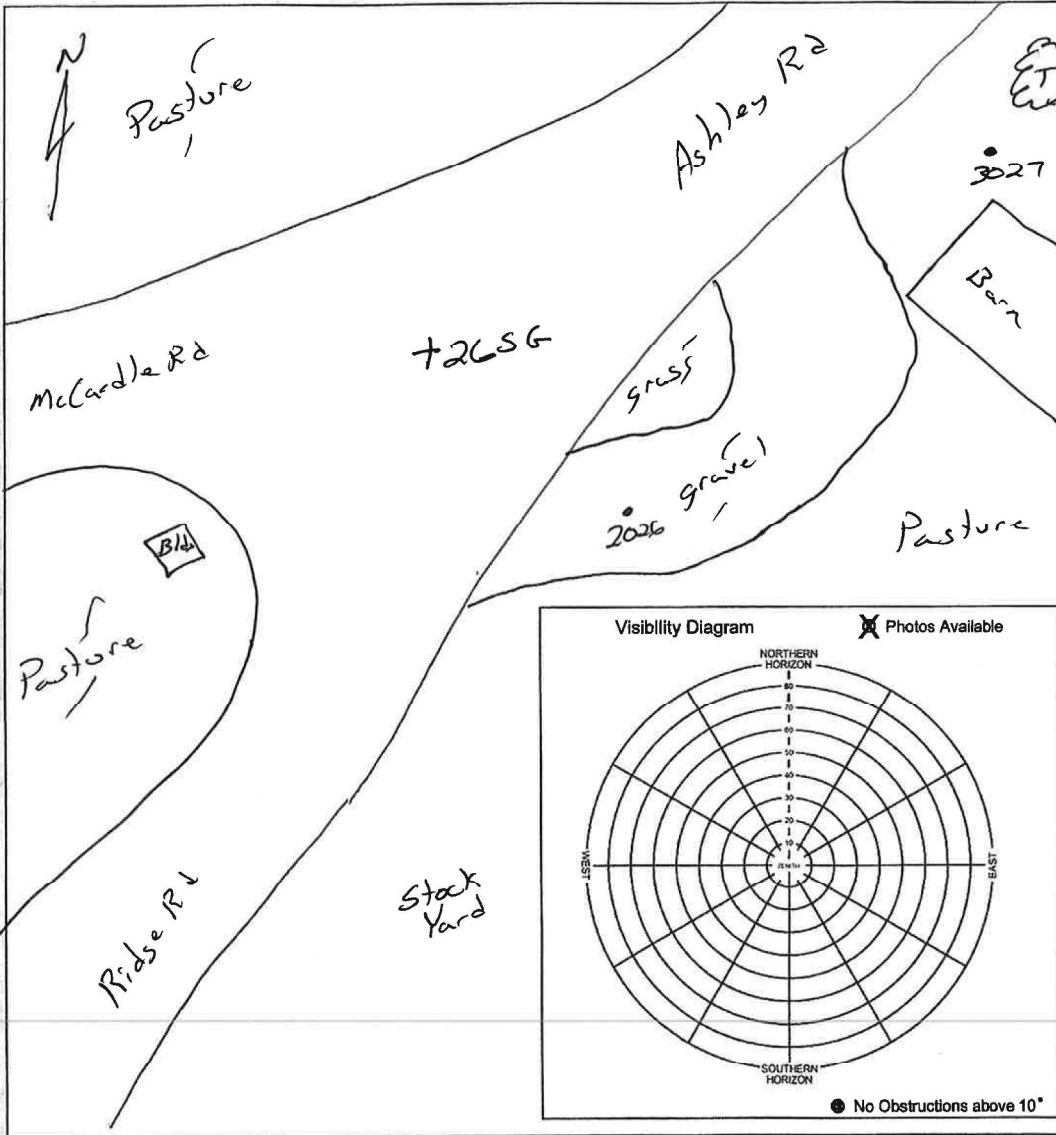 N
Pasture
Ashley Rd
T
3027
Barn
McCardle Rd
grass
gravel
2026
Bldg
Pasture
Pasture
Stock
Yard
Ridge Rd
Visibility Diagram
Photos Available
NORTHERN
HORIZON
80
70
60
50
40
30
20
10
ZENITH
WEST
EAST
SOUTHERN
HORIZON
No Obstructions above 10°